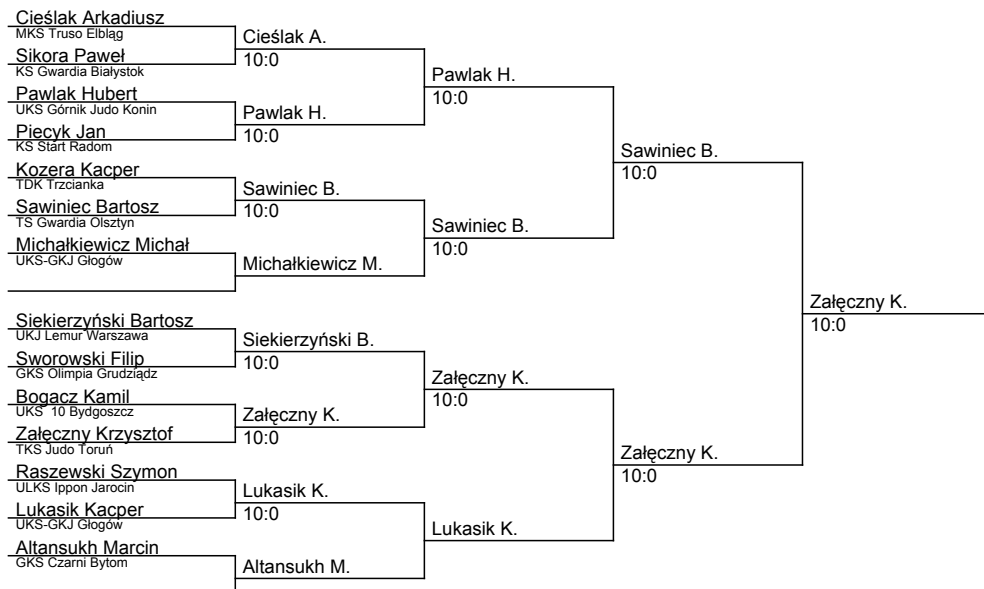 Cieślak Arkadiusz
MKS Truso Elbląg
Sikora Paweł
KS Gwardia Białystok
Pawlak Hubert
UKS Górnik Judo Konin
Piecyk Jan
KS Start Radom
Kozera Kacper
TDK Trzcianka
Sawiniec Bartosz
TS Gwardia Olsztyn
Michałkiewicz Michał
UKS-GKJ Głogów
Siekierzyński Bartosz
UKJ Lemur Warszawa
Sworowski Filip
GKS Olimpia Grudziądz
Bogacz Kamil
UKS 10 Bydgoszcz
Załęczny Krzysztof
TKS Judo Toruń
Raszewski Szymon
ULKS Ippon Jarocin
Lukasik Kacper
UKS-GKJ Głogów
Altansukh Marcin
GKS Czarni Bytom
Cieślak A.
10:0
Pawlak H.
10:0
Sawiniec B.
10:0
Michałkiewicz M.
Siekierzyński B.
10:0
Załęczny K.
10:0
Lukasik K.
10:0
Altansukh M.
Pawlak H.
10:0
Sawiniec B.
10:0
Załęczny K.
10:0
Lukasik K.
Sawiniec B.
10:0
Załęczny K.
10:0
Załęczny K.
10:0